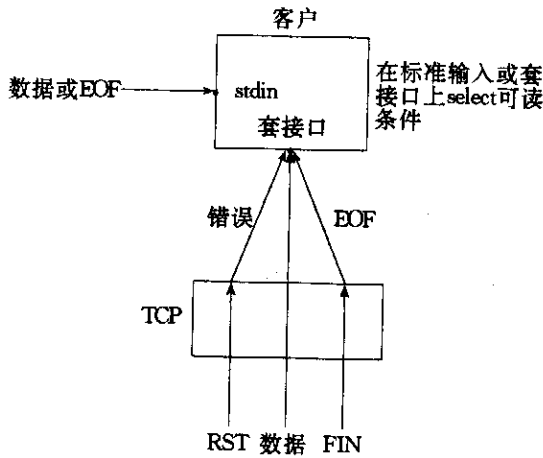 客户
数据或EOF
stdin
套接口
在标准输入或套
接口上select可读
条件
错误
EOF
TCP
RST 数据 FIN